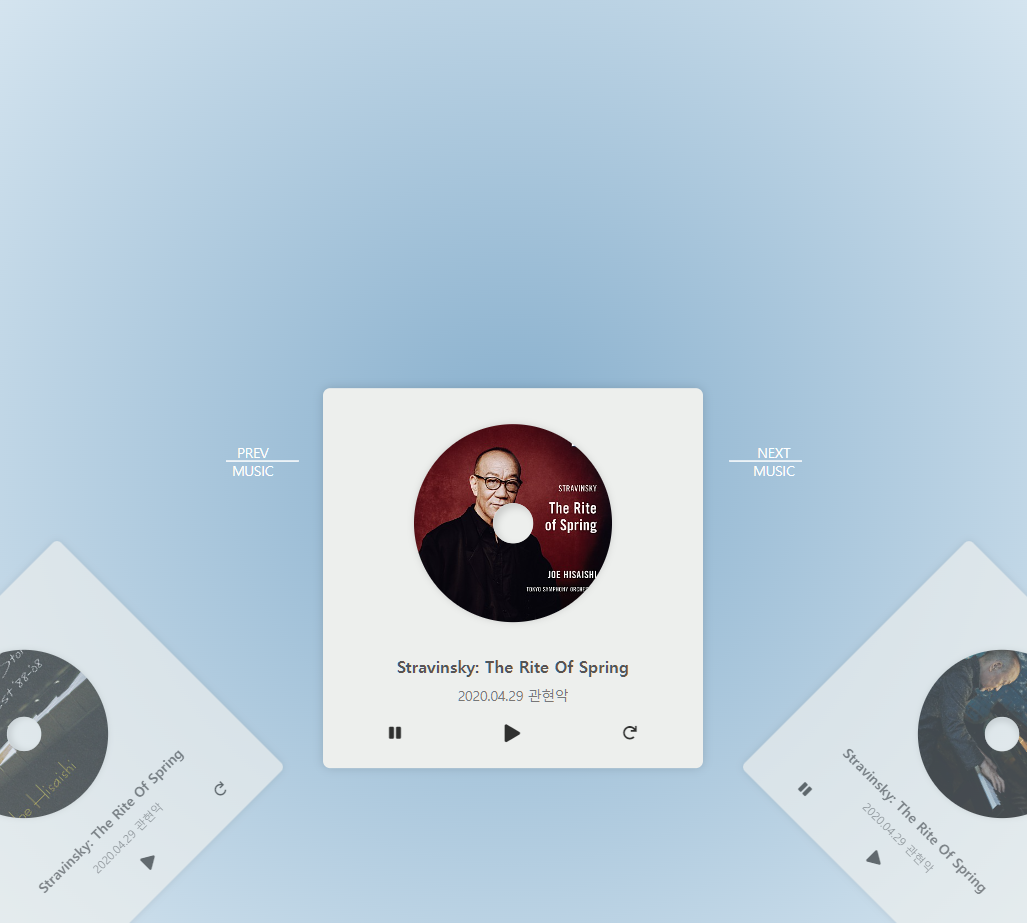 PREV
MUSIC
NEXT
MUSIC
STRAVINSKY
The Rite
of Spring
JOE HISAISHI
TOKYO SYMPHONY
Stravinsky: The Rite Of Spring
2020.04.29 관현악
Hisaishi
Stravinsky: The Rite Of Spring
2020.04.29 관현악
Stravinsky: The Rite Of Spring
2020.04.29 관현악